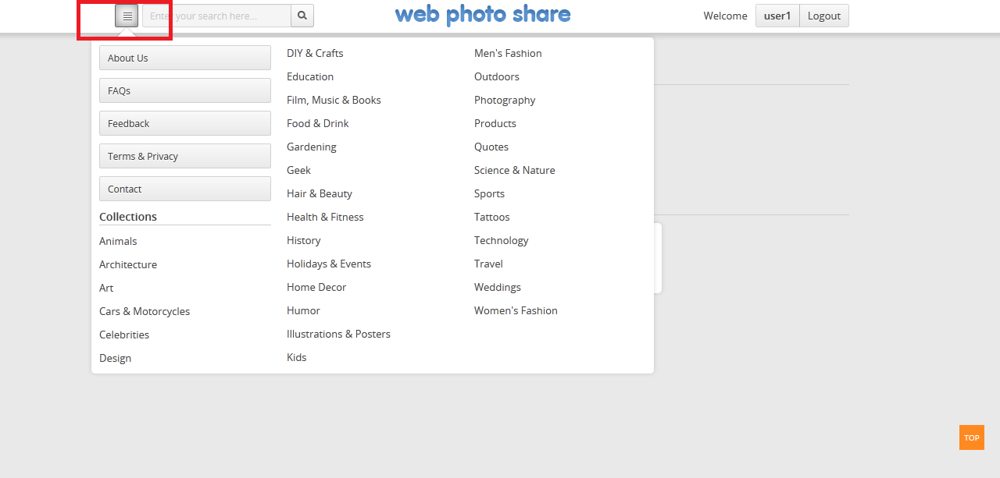 Enter your search here...
web photo share
Welcome
user1
Logout
About Us
FAQs
Feedback
Terms & Privacy
Contact
Collections
Animals
Architecture
Art
Cars & Motorcycles
Celebrities
Design
DIY & Crafts
Education
Film, Music & Books
Food & Drink
Gardening
Geek
Hair & Beauty
Health & Fitness
History
Holidays & Events
Home Decor
Humor
Illustrations & Posters
Kids
Men's Fashion
Outdoors
Photography
Products
Quotes
Science & Nature
Sports
Tattoos
Technology
Travel
Weddings
Women's Fashion
TOP